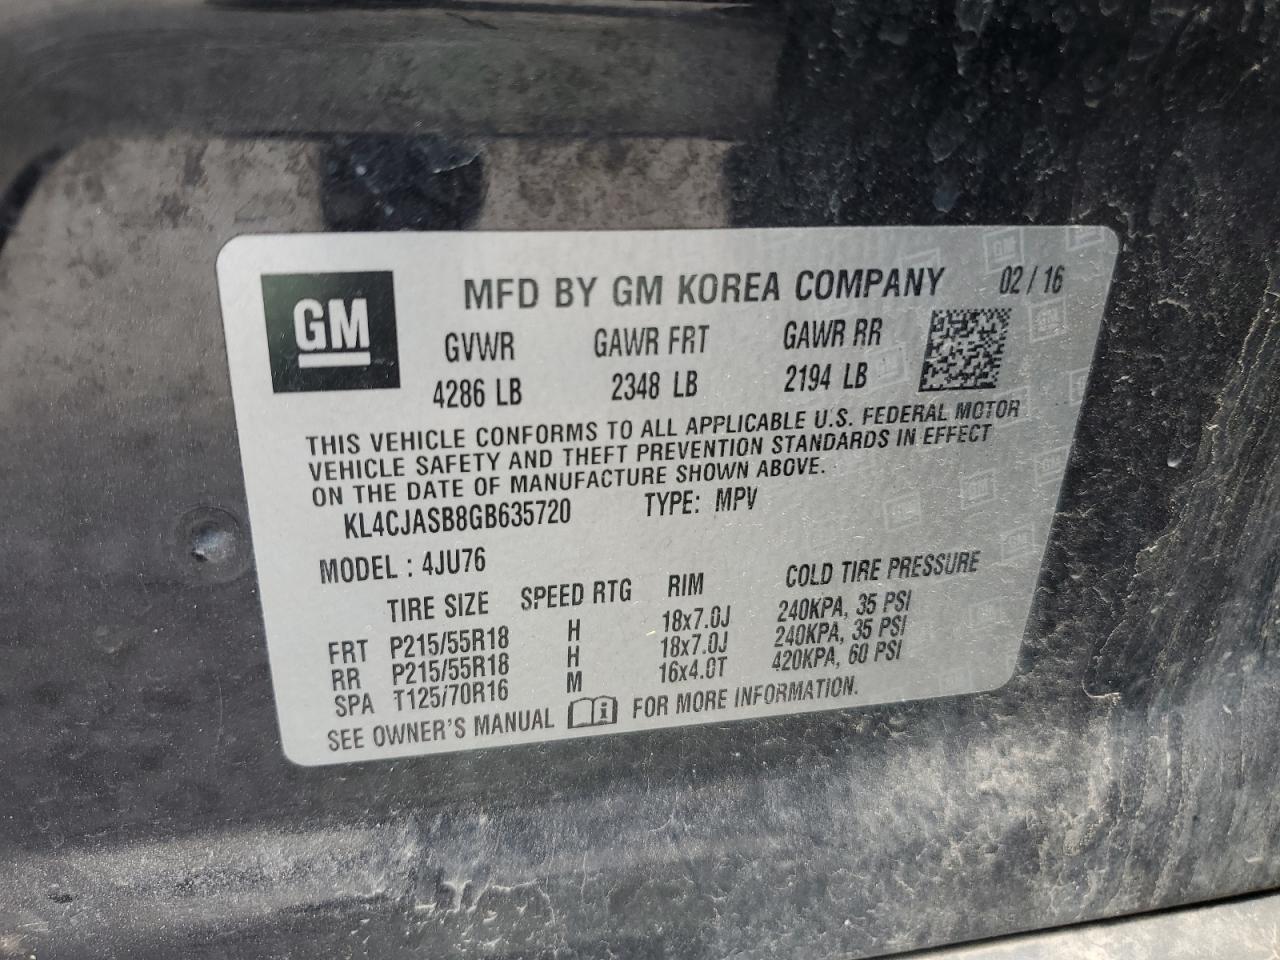 GM
MFD BY GM KOREA COMPANY 02/16
GVWR GAWR FRT GAWR RR
4286 LB 2348 LB 2194 LB
THIS VEHICLE CONFORMS TO ALL APPLICABLE U.S. FEDERAL MOTOR
VEHICLE SAFETY AND THEFT PREVENTION STANDARDS IN EFFECT
ON THE DATE OF MANUFACTURE SHOWN ABOVE.
KL4CJASB8GB635720 TYPE: MPV
MODEL: 4JU76
TIRE SIZE SPEED RTG RIM COLD TIRE PRESSURE
FRT P215/55R18 H 18x7.0J 240KPA, 35 PSI
RR P215/55R18 H 18x7.0J 240KPA, 35 PSI
SPA T125/70R16 M 16x4.0T 420KPA, 60 PSI
SEE OWNER'S MANUAL FOR MORE INFORMATION.